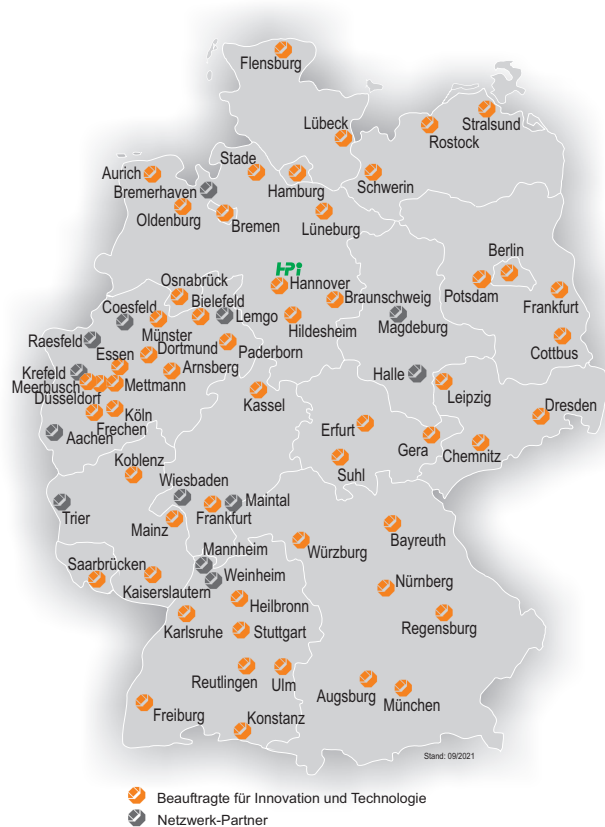 Flensburg
Lübeck
Stralsund
Rostock
Stade
Aurich
Hamburg
Schwerin
Bremerhaven
Oldenburg
Bremen
Lüneburg
HPi
Berlin
Osnabrück
Hannover
Potsdam
Braunschweig
Frankfurt
Coesfeld
Bielefeld
Lemgo
Magdeburg
Raesfeld
Münster
Hildesheim
Cottbus
Essen
Dortmund
Paderborn
Krefeld
Arnsberg
Halle
Meerbusch
Mettmann
Leipzig
Düsseldorf
Kassel
Dresden
Köln
Frechen
Erfurt
Aachen
Gera
Chemnitz
Koblenz
Suhl
Wiesbaden
Maintal
Trier
Frankfurt
Mainz
Bayreuth
Mannheim
Würzburg
Saarbrücken
Weinheim
Kaiserslautern
Nürnberg
Heilbronn
Karlsruhe
Stuttgart
Regensburg
Reutlingen
Ulm
Augsburg
München
Freiburg
Konstanz
Stand: 09/2021
Beauftragte für Innovation und Technologie
Netzwerk-Partner